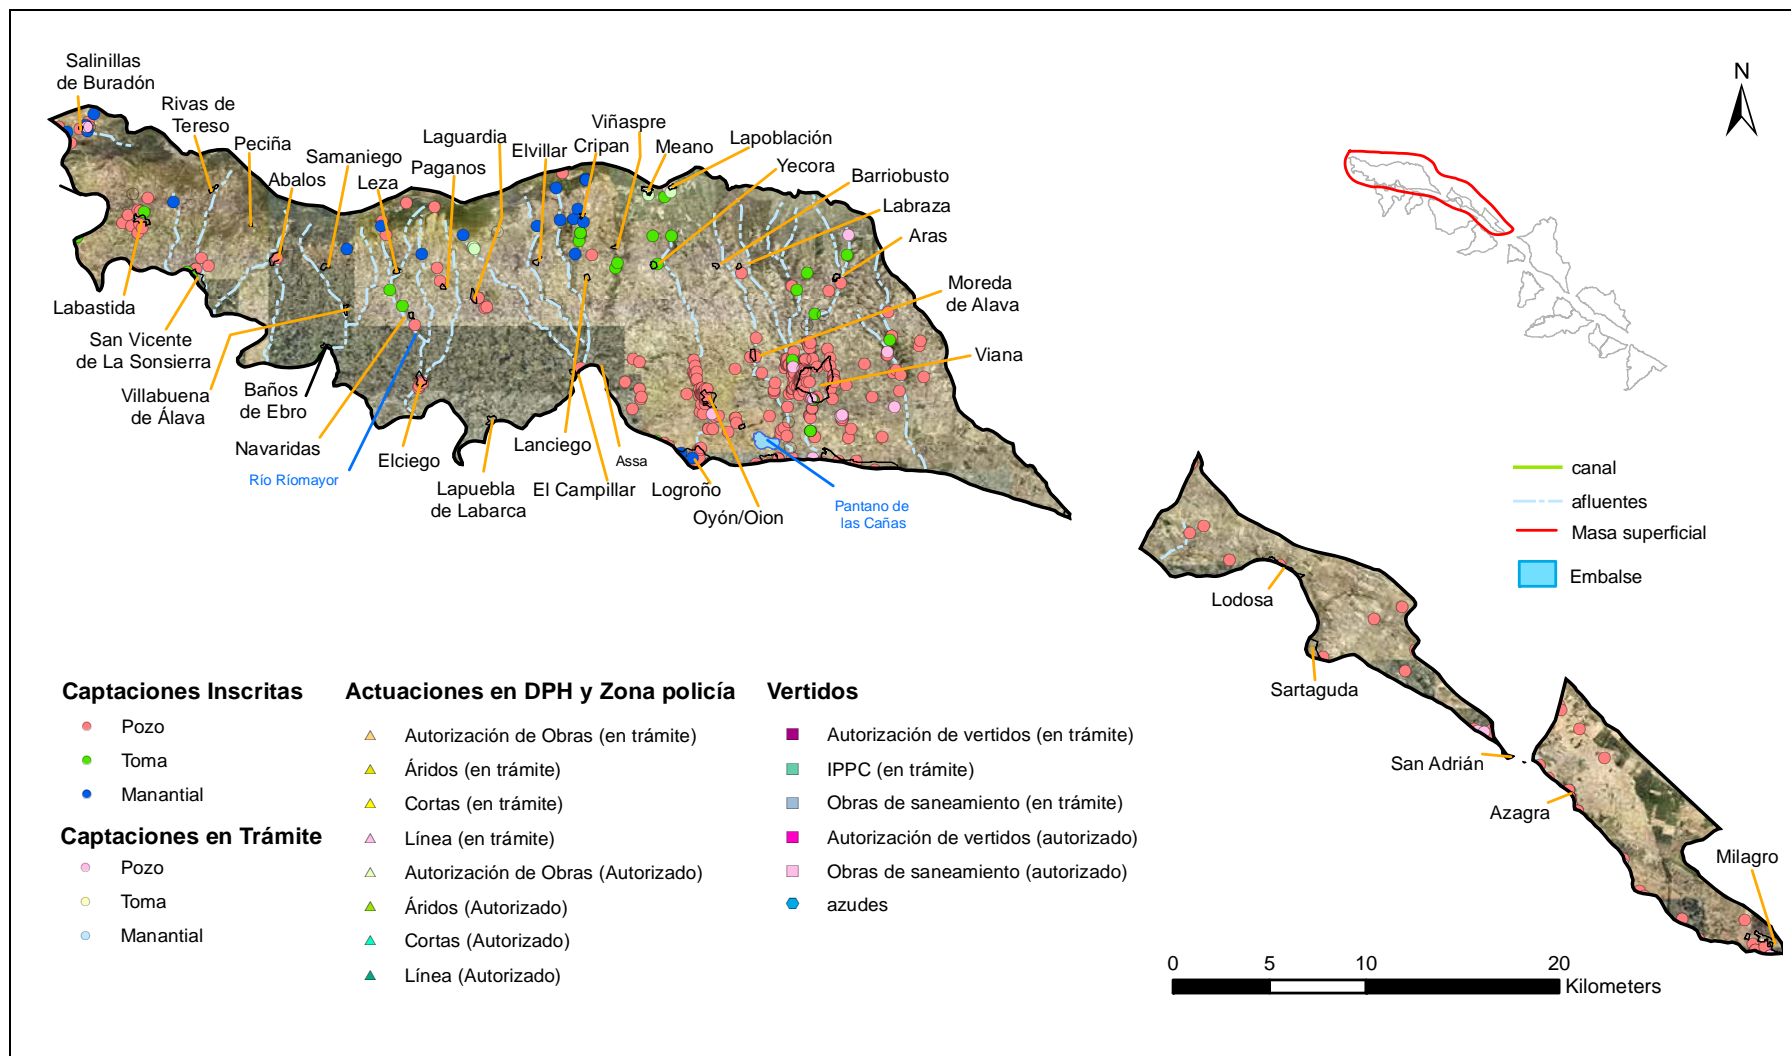 Salinillas
de Buradón
Rivas de
Tereso
Peciña
Samaniego
Abalos
Leza
Paganos
Laguardia
Elvillar
Viñaspre
Cripan
Meano
Lapoblación
Yecora
Barriobusto
Labraza
Aras
Moreda
de Alava
Viana
Labastida
San Vicente
de La Sonsierra
Villabuena
de Álava
Baños
de Ebro
Navaridas
Río Ríomayor
Elciego
Lapuebla
de Labarca
Lanciego
El Campillar
Assa
Logroño
Oyón/Oion
Pantano de
las Cañas
N
canal
afluentes
Masa superficial
Embalse
Lodosa
Sartaguda
San Adrián
Azagra
Milagro
Captaciones Inscritas
Pozo
Toma
Manantial
Captaciones en Trámite
Pozo
Toma
Manantial
Actuaciones en DPH y Zona policía
Autorización de Obras (en trámite)
Áridos (en trámite)
Cortas (en trámite)
Línea (en trámite)
Autorización de Obras (Autorizado)
Áridos (Autorizado)
Cortas (Autorizado)
Línea (Autorizado)
Vertidos
Autorización de vertidos (en trámite)
IPPC (en trámite)
Obras de saneamiento (en trámite)
Autorización de vertidos (autorizado)
Obras de saneamiento (autorizado)
azudes
0 5 10 20
Kilometers